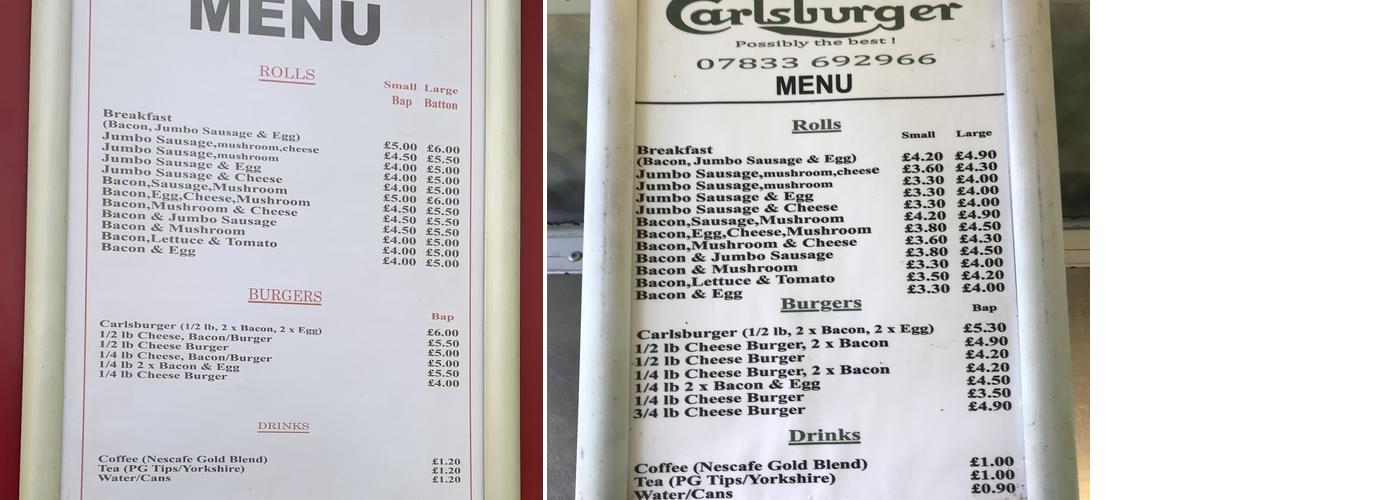 MENU
ROLLS
Small Large
Bap Batton
Breakfast
(Bacon, Jumbo Sausage & Egg) £5.00 £6.00
Jumbo Sausage,mushroom,cheese £4.50 £5.50
Jumbo Sausage,mushroom £4.00 £5.00
Jumbo Sausage & Egg £4.00 £5.00
Jumbo Sausage & Cheese £4.00 £5.00
Bacon,Sausage,Mushroom £5.00 £6.00
Bacon,Egg,Cheese,Mushroom £4.50 £5.50
Bacon,Mushroom & Cheese £4.50 £5.50
Bacon & Jumbo Sausage £4.50 £5.50
Bacon & Mushroom £4.00 £5.00
Bacon,Lettuce & Tomato £4.00 £5.00
Bacon & Egg £4.00 £5.00
BURGERS
Bap
Carlsburger (1/2 lb, 2 x Bacon, 2 x Egg) £6.00
1/2 lb Cheese, Bacon/Burger £5.50
1/2 lb Cheese Burger £5.00
1/4 lb Cheese, Bacon/Burger £5.00
1/4 lb 2 x Bacon & Egg £5.50
1/4 lb Cheese Burger £4.00
DRINKS
Coffee (Nescafe Gold Blend) £1.20
Tea (PG Tips/Yorkshire) £1.20
Water/Cans £1.20
Carlsburger
Possibly the best !
07833 692966
MENU
Rolls
Small Large
Breakfast
(Bacon, Jumbo Sausage & Egg) £4.20 £4.90
Jumbo Sausage,mushroom,cheese £3.60 £4.30
Jumbo Sausage,mushroom £3.30 £4.00
Jumbo Sausage & Egg £3.30 £4.00
Jumbo Sausage & Cheese £3.30 £4.00
Bacon,Sausage,Mushroom £4.20 £4.90
Bacon,Egg,Cheese,Mushroom £3.80 £4.50
Bacon,Mushroom & Cheese £3.60 £4.30
Bacon & Jumbo Sausage £3.80 £4.50
Bacon & Mushroom £3.30 £4.00
Bacon,Lettuce & Tomato £3.50 £4.20
Bacon & Egg £3.30 £4.00
Burgers
Bap
Carlsburger (1/2 lb, 2 x Bacon, 2 x Egg) £5.30
1/2 lb Cheese Burger, 2 x Bacon £4.90
1/2 lb Cheese Burger £4.20
1/4 lb Cheese Burger, 2 x Bacon £4.20
1/4 lb 2 x Bacon & Egg £4.50
1/4 lb Cheese Burger £3.50
3/4 lb Cheese Burger £4.90
Drinks
Coffee (Nescafe Gold Blend) £1.00
Tea (PG Tips/Yorkshire) £1.00
Water/Cans £0.90